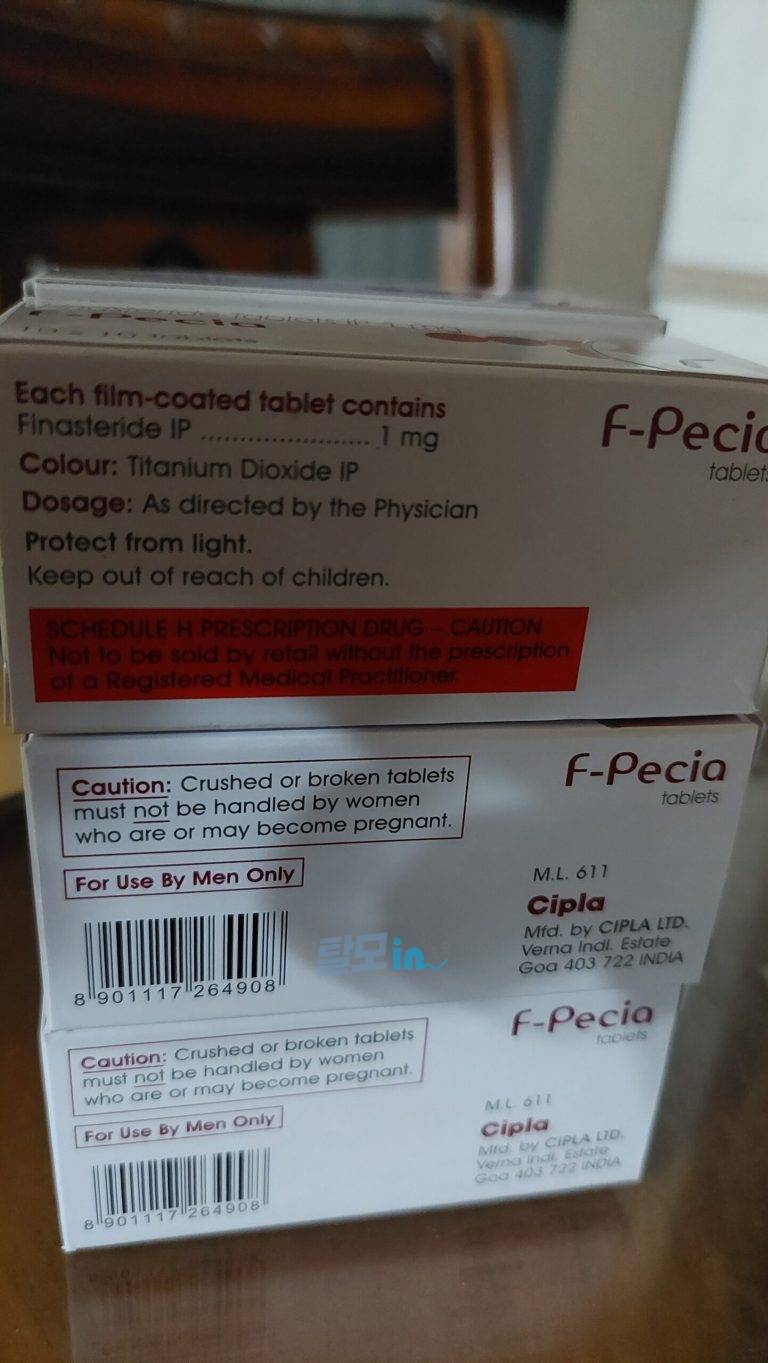 F-Pecia
10 x 10 tablets
Each film-coated tablet contains
Finasteride IP ...................... 1 mg
Colour: Titanium Dioxide IP
Dosage: As directed by the Physician
Protect from light.
Keep out of reach of children.
SCHEDULE H PRESCRIPTION DRUG – CAUTION
Not to be sold by retail without the prescription
of a Registered Medical Practitioner.
F-Pecia
tablets
Caution: Crushed or broken tablets
must not be handled by women
who are or may become pregnant.
For Use By Men Only
8 901117 264908
F-Pecia
tablets
M.L. 611
Cipla
Mfd. by CIPLA LTD.
Verna Indl. Estate
Goa 403 722 INDIA
탈모in
Caution: Crushed or broken tablets
must not be handled by women
who are or may become pregnant.
For Use By Men Only
8 901117 264908
F-Pecia
tablets
M.L. 611
Cipla
Mfd. by CIPLA LTD.
Verna Indl. Estate
Goa 403 722 INDIA